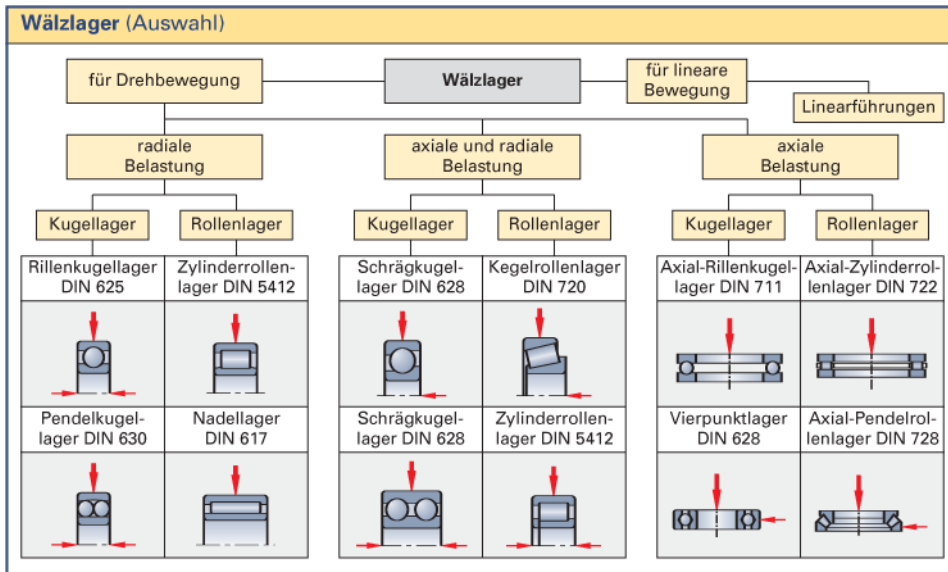 Wälzlager (Auswahl)
für Drehbewegung
Wälzlager
für lineare
Bewegung
Linearführungen
radiale
Belastung
axiale und radiale
Belastung
axiale
Belastung
Kugellager
Rollenlager
Kugellager
Rollenlager
Kugellager
Rollenlager
Rillenkugellager
DIN 625
Zylinderrollen-
lager DIN 5412
Schrägkugel-
lager DIN 628
Kegelrollenlager
DIN 720
Axial-Rillenkugel-
lager DIN 711
Axial-Zylinderrol-
lenlager DIN 722
Pendelkugel-
lager DIN 630
Nadellager
DIN 617
Schrägkugel-
lager DIN 628
Zylinderrollen-
lager DIN 5412
Vierpunktlager
DIN 628
Axial-Pendelrol-
lenlager DIN 728